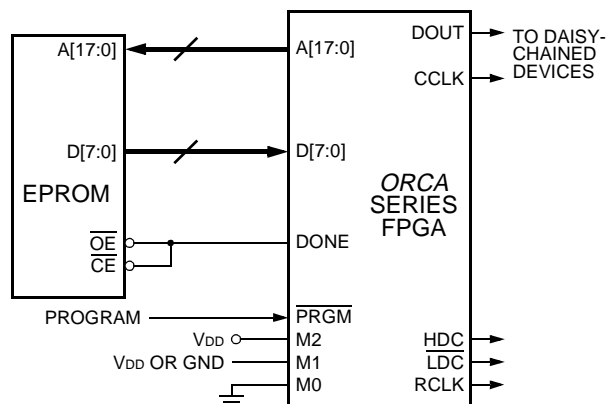 A[17:0]
D[7:0]
EPROM
OE
CE
A[17:0]
D[7:0]
DONE
PRGM
M2
M1
M0
DOUT
CCLK
ORCA
SERIES
FPGA
HDC
LDC
RCLK
TO DAISY-
CHAINED
DEVICES
PROGRAM
VDD
VDD OR GND